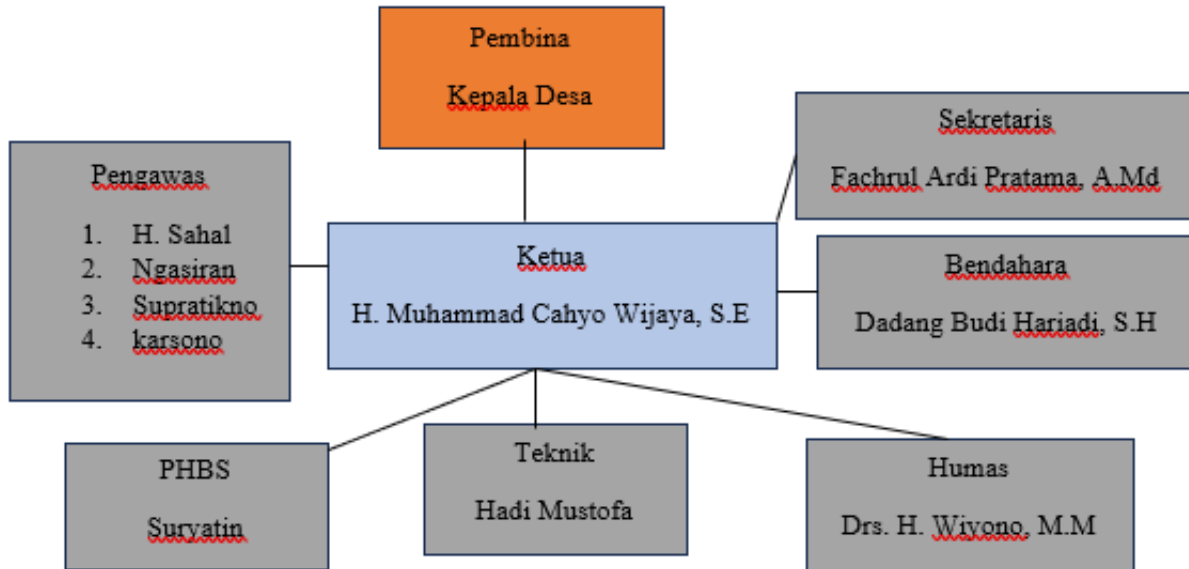 Pembina
Kepala Desa
Pengawas
1. H. Sahal
2. Ngasiran
3. Supratikno
4. karsono
Ketua
H. Muhammad Cahyo Wijaya, S.E
Sekretaris
Fachrul Ardi Pratama, A.Md
Bendahara
Dadang Budi Hariadi, S.H
PHBS
Suryatin
Teknik
Hadi Mustofa
Humas
Drs. H. Wiyono, M.M